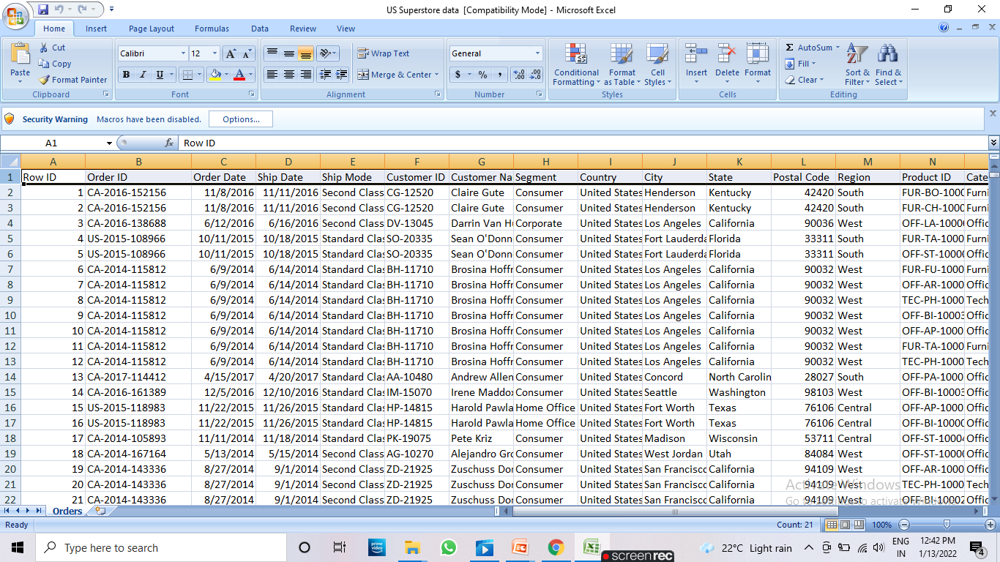 US Superstore data [Compatibility Mode] - Microsoft Excel
Home Insert Page Layout Formulas Data Review View
Paste Cut Copy Format Painter Clipboard
Calibri 12 A A B I U A Font
Wrap Text Merge & Center Alignment
General $ % , .00 .0 Number
Conditional Formatting Format as Table Cell Styles Styles
Insert Delete Format Cells
Σ AutoSum Fill Clear Sort & Filter Find & Select Editing
Security Warning Macros have been disabled. Options...
A1 fx Row ID
A B C D E F G H I J K L M N
1 Row ID Order ID Order Date Ship Date Ship Mode Customer ID Customer Na Segment Country City State Postal Code Region Product ID Cate
2 1 CA-2016-152156 11/8/2016 11/11/2016 Second Class CG-12520 Claire Gute Consumer United States Henderson Kentucky 42420 South FUR-BO-1000 Furni
3 2 CA-2016-152156 11/8/2016 11/11/2016 Second Class CG-12520 Claire Gute Consumer United States Henderson Kentucky 42420 South FUR-CH-1000 Furni
4 3 CA-2016-138688 6/12/2016 6/16/2016 Second Class DV-13045 Darrin Van H Corporate United States Los Angeles California 90036 West OFF-LA-1000 Offic
5 4 US-2015-108966 10/11/2015 10/18/2015 Standard Clas SO-20335 Sean O'Donn Consumer United States Fort Lauderda Florida 33311 South FUR-TA-1000 Furni
6 5 US-2015-108966 10/11/2015 10/18/2015 Standard Clas SO-20335 Sean O'Donn Consumer United States Fort Lauderda Florida 33311 South OFF-ST-1000 Offic
7 6 CA-2014-115812 6/9/2014 6/14/2014 Standard Clas BH-11710 Brosina Hoffr Consumer United States Los Angeles California 90032 West FUR-FU-1000 Furni
8 7 CA-2014-115812 6/9/2014 6/14/2014 Standard Clas BH-11710 Brosina Hoffr Consumer United States Los Angeles California 90032 West OFF-AR-1000 Offic
9 8 CA-2014-115812 6/9/2014 6/14/2014 Standard Clas BH-11710 Brosina Hoffr Consumer United States Los Angeles California 90032 West TEC-PH-1000 Tech
10 9 CA-2014-115812 6/9/2014 6/14/2014 Standard Clas BH-11710 Brosina Hoffr Consumer United States Los Angeles California 90032 West OFF-BI-10003 Offic
11 10 CA-2014-115812 6/9/2014 6/14/2014 Standard Clas BH-11710 Brosina Hoffr Consumer United States Los Angeles California 90032 West OFF-AP-1000 Offic
12 11 CA-2014-115812 6/9/2014 6/14/2014 Standard Clas BH-11710 Brosina Hoffr Consumer United States Los Angeles California 90032 West FUR-TA-1000 Furni
13 12 CA-2014-115812 6/9/2014 6/14/2014 Standard Clas BH-11710 Brosina Hoffr Consumer United States Los Angeles California 90032 West TEC-PH-1000 Tech
14 13 CA-2017-114412 4/15/2017 4/20/2017 Standard Clas AA-10480 Andrew Allen Consumer United States Concord North Carolin 28027 South OFF-PA-1000 Offic
15 14 CA-2016-161389 12/5/2016 12/10/2016 Standard Clas IM-15070 Irene Maddox Consumer United States Seattle Washington 98103 West OFF-BI-10003 Offic
16 15 US-2015-118983 11/22/2015 11/26/2015 Standard Clas HP-14815 Harold Pawla Home Office United States Fort Worth Texas 76106 Central OFF-AP-1000 Offic
17 16 US-2015-118983 11/22/2015 11/26/2015 Standard Clas HP-14815 Harold Pawla Home Office United States Fort Worth Texas 76106 Central OFF-BI-1000 Offic
18 17 CA-2014-105893 11/11/2014 11/18/2014 Standard Clas PK-19075 Pete Kriz Consumer United States Madison Wisconsin 53711 Central OFF-ST-1000 Offic
19 18 CA-2014-167164 5/13/2014 5/15/2014 Second Class AG-10270 Alejandro Gr Consumer United States West Jordan Utah 84084 West OFF-ST-1000 Offic
20 19 CA-2014-143336 8/27/2014 9/1/2014 Second Class ZD-21925 Zuschuss Do Consumer United States San Francisc California 94109 West OFF-AR-1000 Offic
21 20 CA-2014-143336 8/27/2014 9/1/2014 Second Class ZD-21925 Zuschuss Do Consumer United States San Francisc California 94109 West TEC-PH-1000 Tech
22 21 CA-2014-143336 8/27/2014 9/1/2014 Second Class ZD-21925 Zuschuss Do Consumer United States San Francisc California 94109 West OFF-BI-10002 Offic
Activate Windows
Go to Settings to activate Windows.
Orders
Ready Count: 21 100%
Type here to search
prime video
screenrec
22°C Light rain
ENG IN
12:42 PM
1/13/2022
4